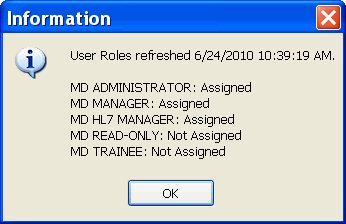 Information
User Roles refreshed 6/24/2010 10:39:19 AM.
MD ADMINISTRATOR: Assigned
MD MANAGER: Assigned
MD HL7 MANAGER: Assigned
MD READ-ONLY: Not Assigned
MD TRAINEE: Not Assigned
OK